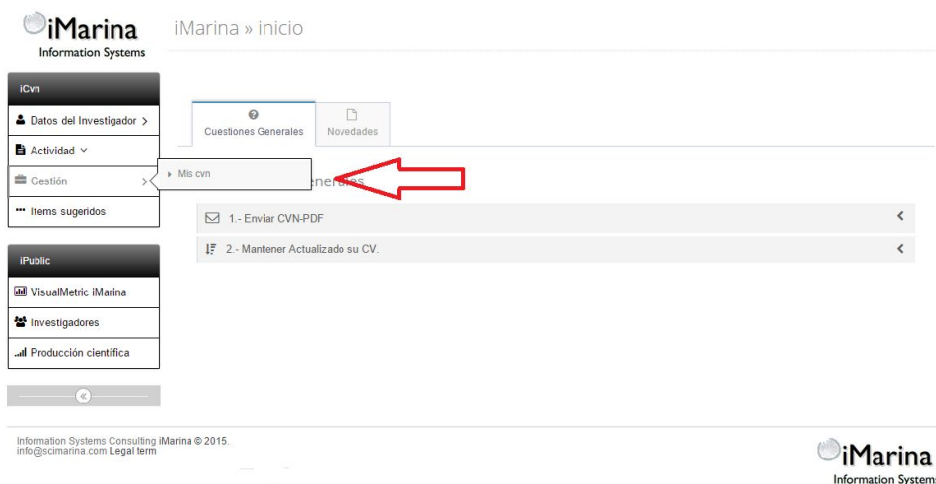 iMarina
Information Systems
iMarina » inicio
iCvn
Datos del Investigador
Actividad
Gestión
Items sugeridos
Mis cvn
Cuestiones Generales
Novedades
1.- Enviar CVN-PDF
2.- Mantener Actualizado su CV.
iPublic
VisualMetric iMarina
Investigadores
Producción científica
Information Systems Consulting iMarina © 2015.
info@scimarina.com Legal term
iMarina
Information Systems